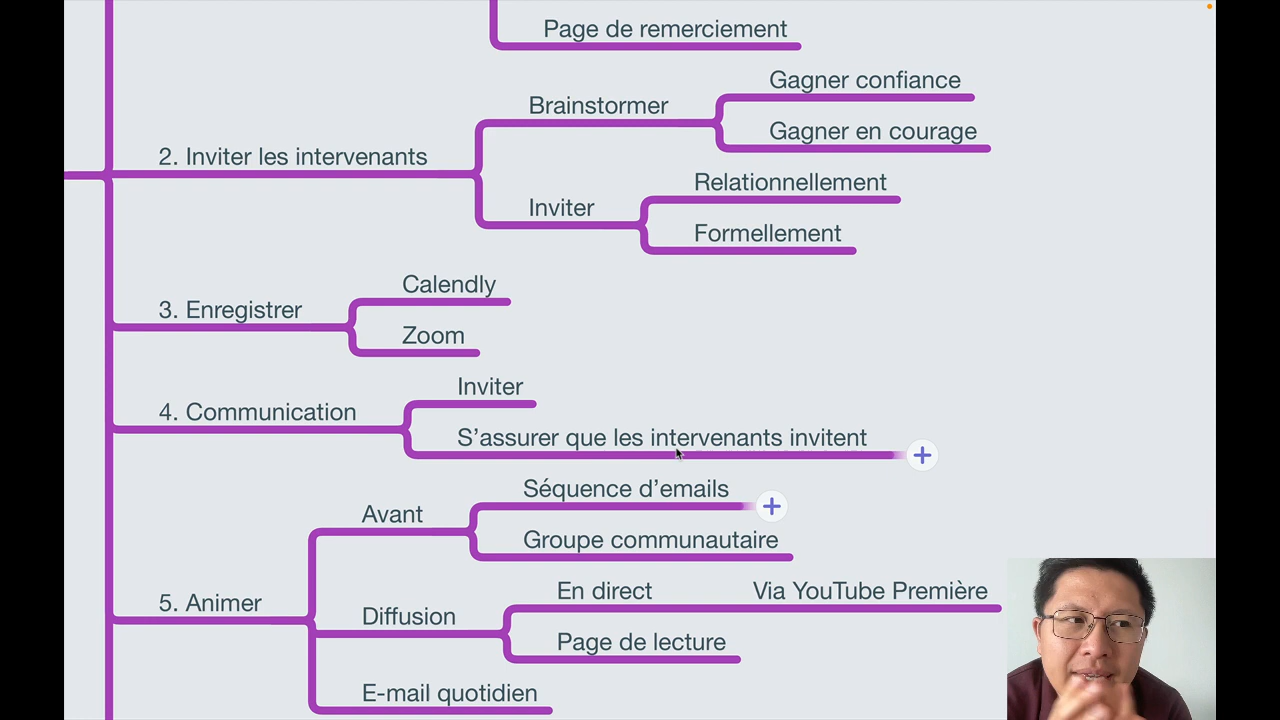 Page de remerciement
Gagner confiance
Brainstormer
Gagner en courage
2. Inviter les intervenants
Relationnellement
Inviter
Formellement
Calendly
3. Enregistrer
Zoom
Inviter
4. Communication
S’assurer que les intervenants invitent
Séquence d’emails
Avant
Groupe communautaire
En direct
Via YouTube Première
5. Animer
Diffusion
Page de lecture
E-mail quotidien